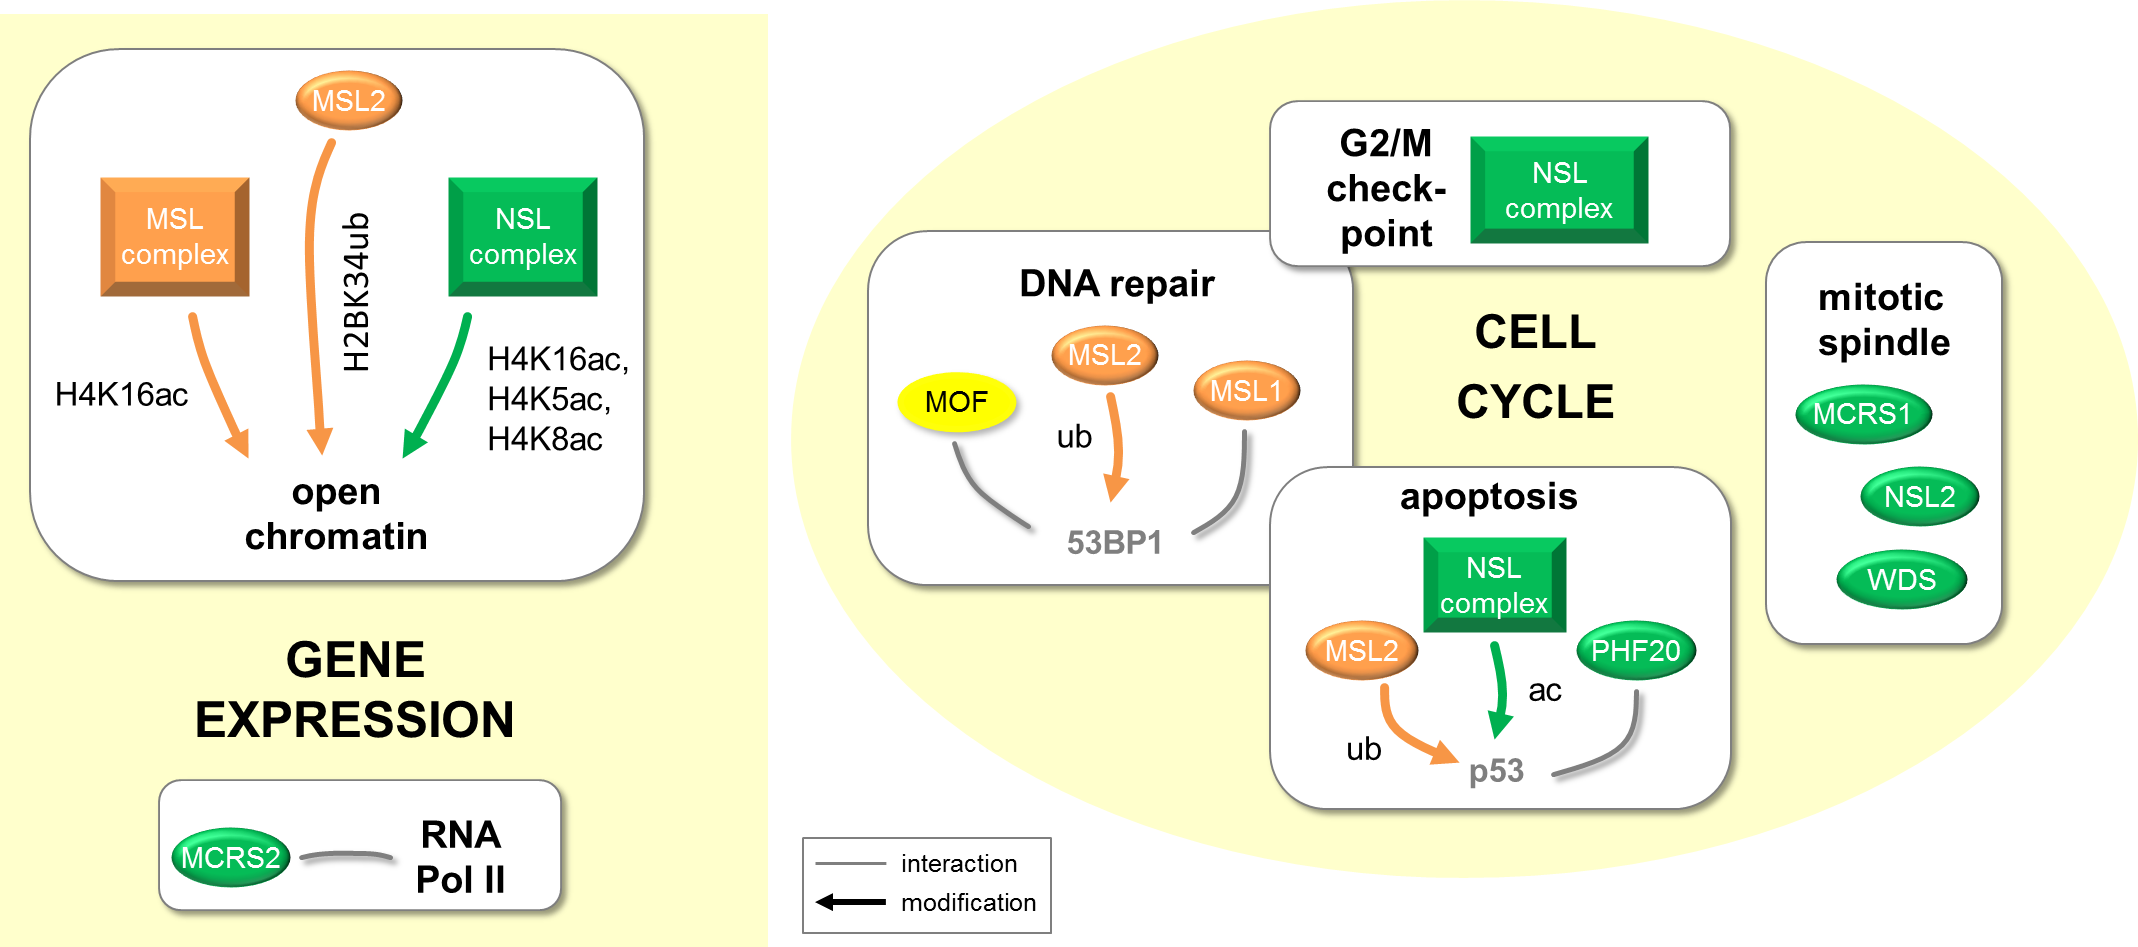 MSL2
MSL
complex
H2BK34ub
NSL
complex
H4K16ac
H4K16ac,
H4K5ac,
H4K8ac
open
chromatin
GENE
EXPRESSION
MCRS2
RNA
Pol II
G2/M
check-
point
NSL
complex
DNA repair
MOF
MSL2
MSL1
ub
53BP1
CELL
CYCLE
mitotic
spindle
MCRS1
NSL2
WDS
apoptosis
NSL
complex
MSL2
PHF20
ac
ub
p53
interaction
modification